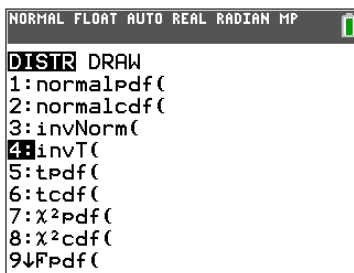 NORMAL FLOAT AUTO REAL RADIAN MP
DISTR DRAW
1:normalpdf(
2:normalcdf(
3:invNorm(
4:invT(
5:tpdf(
6:tcdf(
7:χ²pdf(
8:χ²cdf(
9↓Fpdf(